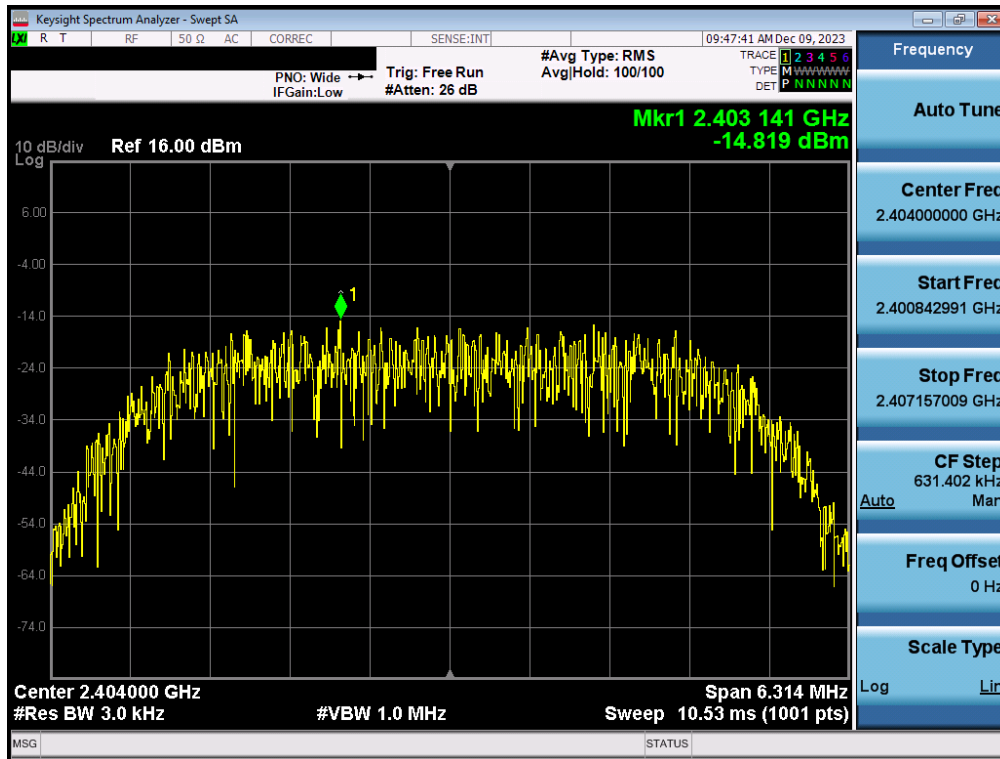 Keysight Spectrum Analyzer - Swept SA
LXI R T RF 50 Ω AC CORREC SENSE:INT 09:47:41 AM Dec 09, 2023
PNO: Wide
IFGain:Low
Trig: Free Run
#Atten: 26 dB
#Avg Type: RMS
Avg|Hold: 100/100
TRACE 1 2 3 4 5 6
TYPE M W W W W W
DET P N N N N N
Mkr1 2.403 141 GHz
-14.819 dBm
10 dB/div Ref 16.00 dBm
Log
6.00
-4.00
-14.0
-24.0
-34.0
-44.0
-54.0
-64.0
-74.0
1
Center 2.404000 GHz Span 6.314 MHz
#Res BW 3.0 kHz #VBW 1.0 MHz Sweep 10.53 ms (1001 pts)
MSG STATUS
Frequency
Auto Tune
Center Freq
2.404000000 GHz
Start Freq
2.400842991 GHz
Stop Freq
2.407157009 GHz
CF Step
631.402 kHz
Auto Man
Freq Offset
0 Hz
Scale Type
Log Lin